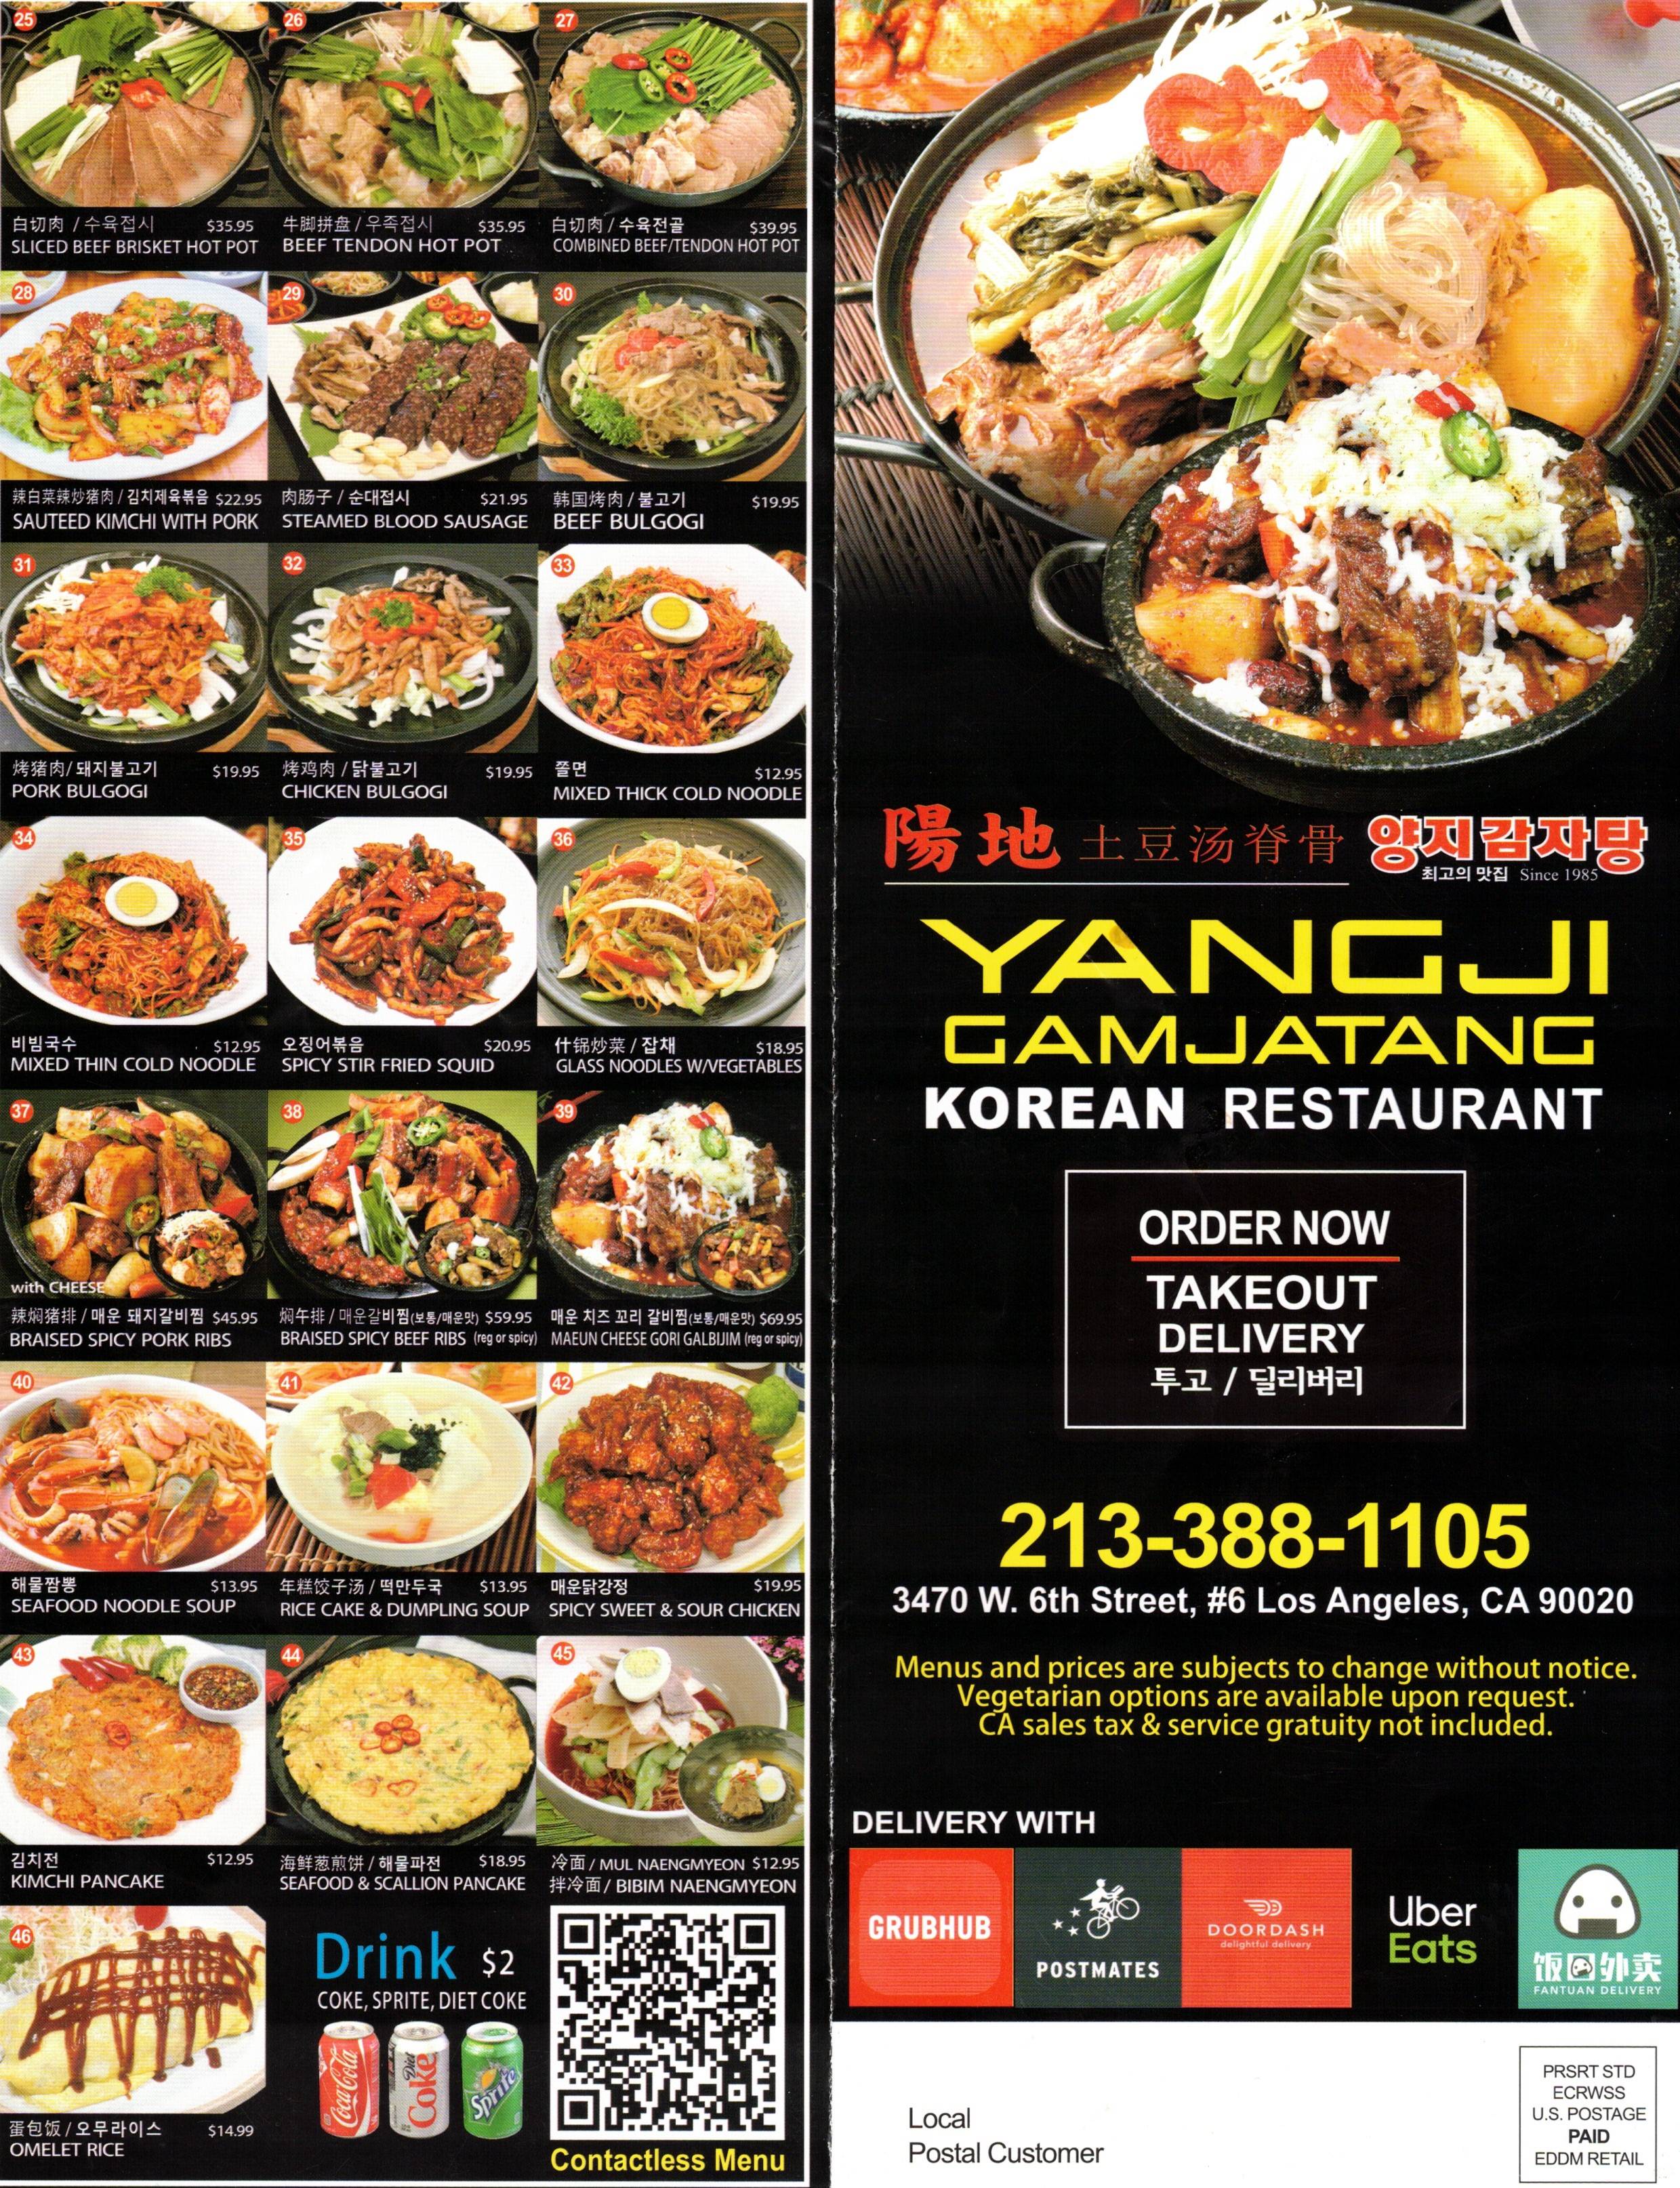 25
白切肉 / 수육접시 $35.95
SLICED BEEF BRISKET HOT POT
26
牛脚拼盘 / 우족접시 $35.95
BEEF TENDON HOT POT
27
白切肉 / 수육전골 $39.95
COMBINED BEEF/TENDON HOT POT
28
辣白菜辣炒猪肉 / 김치제육볶음 $22.95
SAUTEED KIMCHI WITH PORK
29
肉肠子 / 순대접시 $21.95
STEAMED BLOOD SAUSAGE
30
韩国烤肉 / 불고기 $19.95
BEEF BULGOGI
31
烤猪肉/ 돼지불고기 $19.95
PORK BULGOGI
32
烤鸡肉 / 닭불고기 $19.95
CHICKEN BULGOGI
33
쫄면 $12.95
MIXED THICK COLD NOODLE
34
비빔국수 $12.95
MIXED THIN COLD NOODLE
35
오징어볶음 $20.95
SPICY STIR FRIED SQUID
36
什锦炒菜 / 잡채 $18.95
GLASS NOODLES W/VEGETABLES
37
with CHEESE
辣焖猪排 / 매운 돼지갈비찜 $45.95
BRAISED SPICY PORK RIBS
38
焖午排 / 매운갈비찜(보통/매운맛) $59.95
BRAISED SPICY BEEF RIBS (reg or spicy)
39
매운 치즈 꼬리 갈비찜(보통/매운맛) $69.95
MAEUN CHEESE GORI GALBIJIM (reg or spicy)
40
해물짬뽕 $13.95
SEAFOOD NOODLE SOUP
41
年糕饺子汤 / 떡만두국 $13.95
RICE CAKE & DUMPLING SOUP
42
매운닭강정 $19.95
SPICY SWEET & SOUR CHICKEN
43
김치전 $12.95
KIMCHI PANCAKE
44
海鲜葱煎饼 / 해물파전 $18.95
SEAFOOD & SCALLION PANCAKE
45
冷面 / MUL NAENGMYEON $12.95
拌冷面 / BIBIM NAENGMYEON
46
蛋包饭 / 오무라이스 $14.99
OMELET RICE
Drink $2
COKE, SPRITE, DIET COKE
Coca-Cola
Diet Coke
Sprite
Contactless Menu
陽地 土豆汤脊骨 양지감자탕
최고의 맛집 Since 1985
YANGJI
GAMJATANG
KOREAN RESTAURANT
ORDER NOW
TAKEOUT
DELIVERY
투고 / 딜리버리
213-388-1105
3470 W. 6th Street, #6 Los Angeles, CA 90020
Menus and prices are subjects to change without notice.
Vegetarian options are available upon request.
CA sales tax & service gratuity not included.
DELIVERY WITH
GRUBHUB
POSTMATES
DOORDASH
delightful delivery
Uber
Eats
饭团外卖
FANTUAN DELIVERY
Local
Postal Customer
PRSRT STD
ECRWSS
U.S. POSTAGE
PAID
EDDM RETAIL